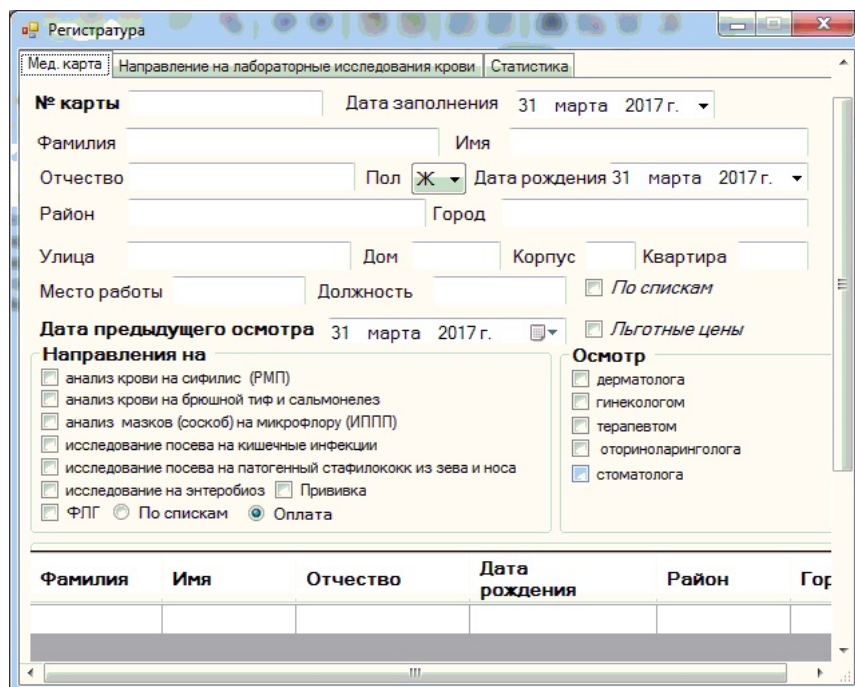 Регистратура
Мед. карта Направление на лабораторные исследования крови Статистика
№ карты Дата заполнения 31 марта 2017 г.
Фамилия Имя
Отчество Пол Ж Дата рождения 31 марта 2017 г.
Район Город
Улица Дом Корпус Квартира
Место работы Должность По спискам
Дата предыдущего осмотра 31 марта 2017 г. Льготные цены
Направления на Осмотр
анализ крови на сифилис (РМП) дерматолога
анализ крови на брюшной тиф и сальмонелез гинекологом
анализ мазков (соскоб) на микрофлору (ИППП) терапевтом
исследование посева на кишечные инфекции оториноларинголога
исследование посева на патогенный стафилококк из зева и носа стоматолога
исследование на энтеробиоз Прививка
ФЛГ По спискам Оплата
Фамилия Имя Отчество Дата рождения Район Гор